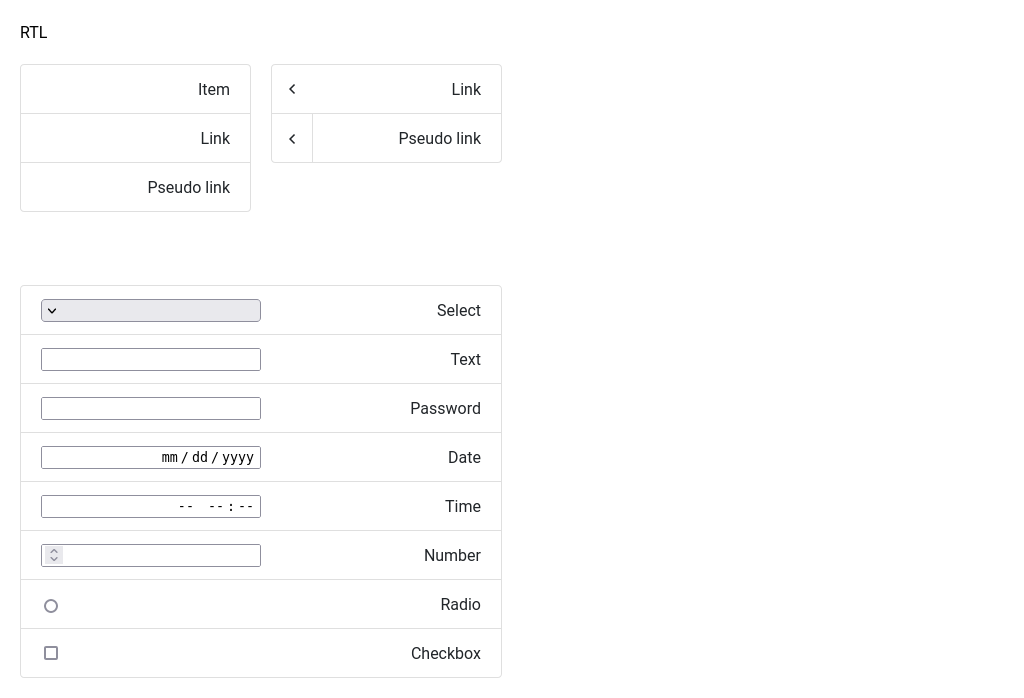 RTL
Item
Link
Pseudo link
Link
Pseudo link
Select
Text
Password
mm/dd/yyyy Date
-- --:-- Time
Number
Radio
Checkbox